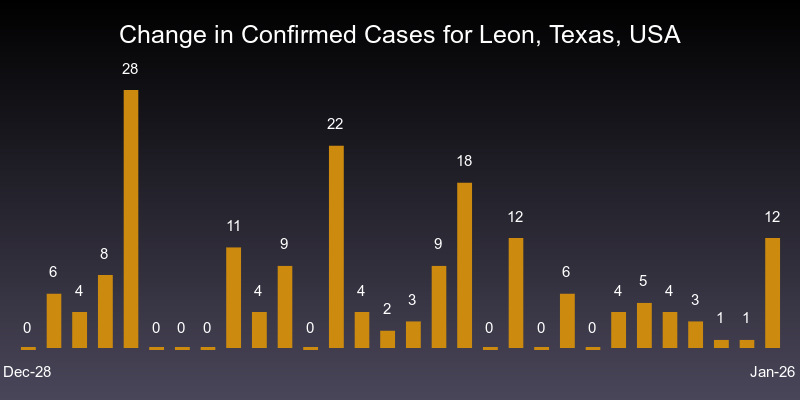 Change in Confirmed Cases for Leon, Texas, USA
0 6 4 8 28 0 0 0 11 4 9 0 22 4 2 3 9 18 0 12 0 6 0 4 5 4 3 1 1 12
Dec-28 Jan-26